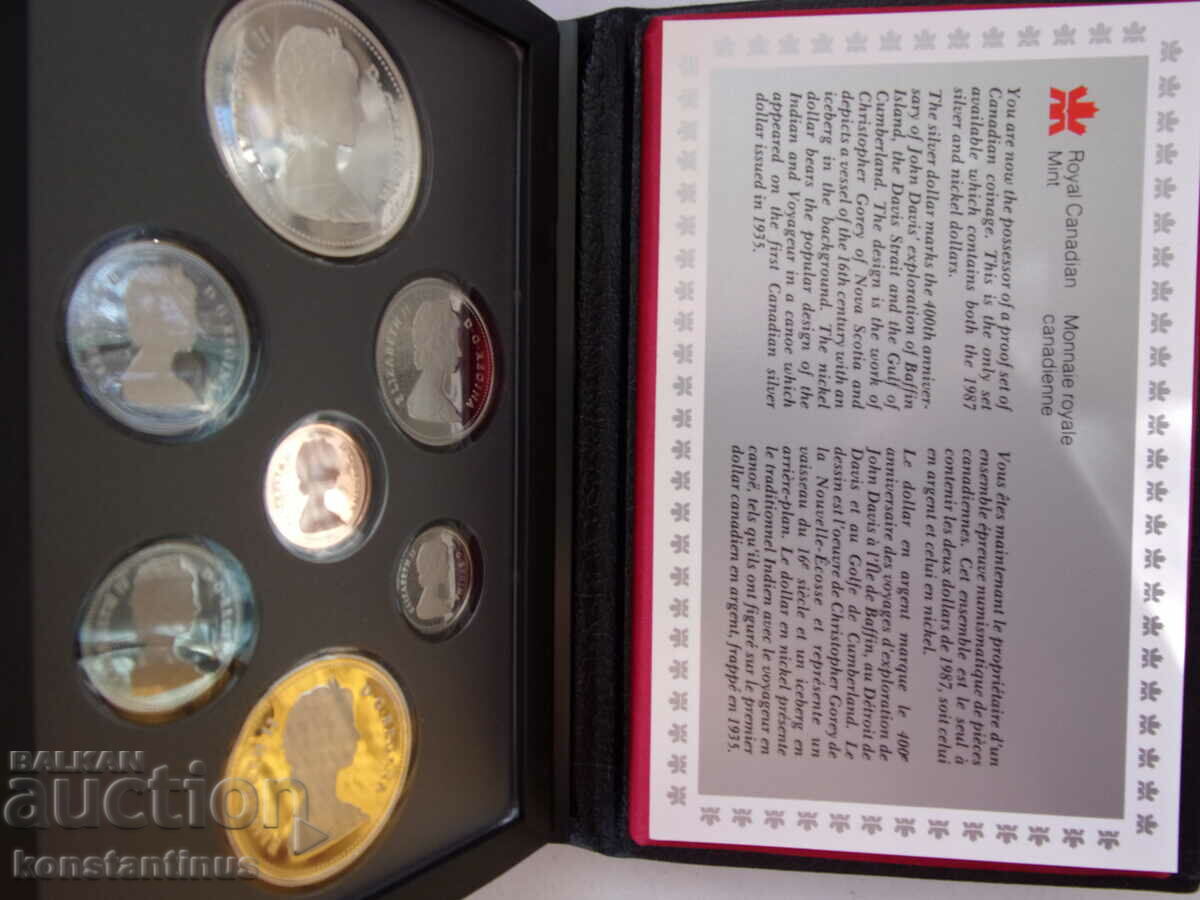 Royal Canadian
Mint
Monnaie royale
canadienne
You are now the possessor of a proof set of
Canadian coinage. This is the only set
available which contains both the 1987
silver and nickel dollars.
The silver dollar marks the 400th anniver-
sary of John Davis' exploration of Baffin
Island, the Davis Strait and the Gulf of
Cumberland. The design is the work of
Christopher Gorey of Nova Scotia and
depicts a vessel of the 16th century with an
iceberg in the background. The nickel
dollar bears the popular design of the
Indian and Voyageur in a canoe which
appeared on the first Canadian silver
dollar issued in 1935.
Vous êtes maintenant le propriétaire d'un
ensemble épreuve numismatique de pièces
canadiennes. Cet ensemble est le seul à
contenir les deux dollars de 1987, soit celui
en argent et celui en nickel.
Le dollar en argent marque le 400e
anniversaire des voyages d'exploration de
John Davis à l'Île de Baffin, au Détroit de
Davis et au Golfe de Cumberland. Le
dessin est l'oeuvre de Christopher Gorey de
la Nouvelle-Écosse et représente un
vaisseau du 16e siècle et un iceberg en
arrière-plan. Le dollar en nickel présente
le traditionnel Indien avec le voyageur en
canoë, tels qu'ils ont figuré sur le premier
dollar canadien en argent, frappé en 1935.
ELIZABETH II D·G·REGINA
BALKAN
auction
konstantinus